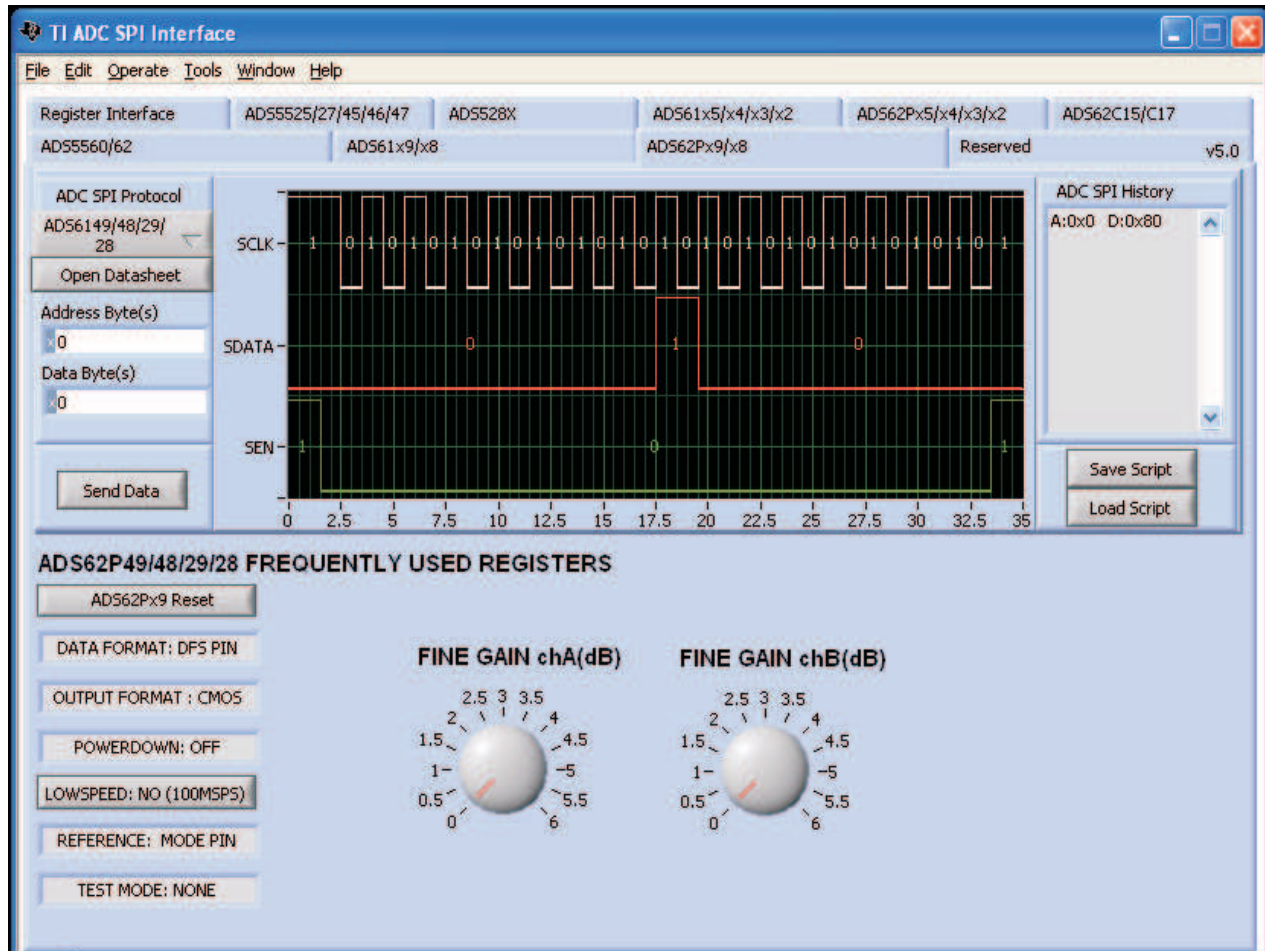 TI ADC SPI Interface
File Edit Operate Tools Window Help
Register Interface ADS5525/27/45/46/47 ADS528X ADS61x5/x4/x3/x2 ADS62Px5/x4/x3/x2 ADS62C15/C17
ADS5560/62 ADS61x9/x8 ADS62Px9/x8 Reserved v5.0
ADC SPI Protocol
ADS6149/48/29/
28
Open Datasheet
Address Byte(s)
x0
Data Byte(s)
x0
Send Data
SCLK
1 0 1 0 1 0 1 0 1 0 1 0 1 0 1 0 1 0 1 0 1 0 1 0 1 0 1 0 1 0 1 0 1
SDATA
0 1 0
SEN
1 0 1
0 2.5 5 7.5 10 12.5 15 17.5 20 22.5 25 27.5 30 32.5 35
ADC SPI History
A:0x0 D:0x80
Save Script
Load Script
ADS62P49/48/29/28 FREQUENTLY USED REGISTERS
ADS62Px9 Reset
DATA FORMAT: DFS PIN
OUTPUT FORMAT : CMOS
POWERDOWN: OFF
LOWSPEED: NO (100MSPS)
REFERENCE: MODE PIN
TEST MODE: NONE
FINE GAIN chA(dB)
0 0.5 1 1.5 2 2.5 3 3.5 4 4.5 5 5.5 6
FINE GAIN chB(dB)
0 0.5 1 1.5 2 2.5 3 3.5 4 4.5 5 5.5 6